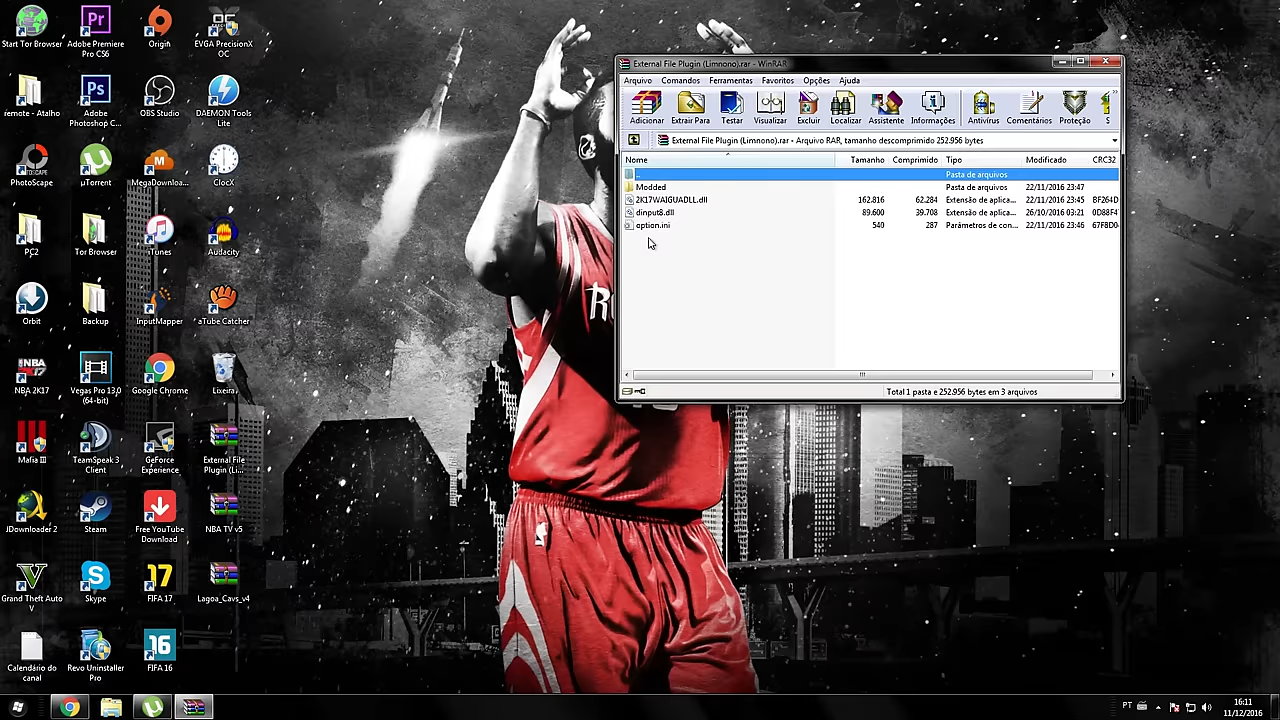 Start Tor Browser
Adobe Premiere Pro CS6
Origin
EVGA PrecisionX OC
Adobe Photoshop C...
OBS Studio
DAEMON Tools Lite
PhotoScape
µTorrent
MegaDownloa...
ClocX
PC2
Tor Browser
iTunes
Audacity
Orbit
Backup
InputMapper
aTube Catcher
NBA 2K17
Vegas Pro 13.0 (64-bit)
Google Chrome
Lixeira
Mafia III
TeamSpeak 3 Client
GeForce Experience
External File Plugin (Li...
JDownloader 2
Steam
Free YouTube Download
NBA TV v5
Grand Theft Auto V
Skype
FIFA 17
Lagoa_Cavs_v4
Calendário do canal
Revo Uninstaller Pro
FIFA 16
External File Plugin (Limnono).rar - WinRAR
Arquivo Comandos Ferramentas Favoritos Opções Ajuda
Adicionar Extrair Para Testar Visualizar Excluir Localizar Assistente Informações Antivírus Comentários Proteção S
External File Plugin (Limnono).rar - Arquivo RAR, tamanho descomprimido 252.956 bytes
Nome Tamanho Comprimido Tipo Modificado CRC32
.. Pasta de arquivos
Modded Pasta de arquivos 22/11/2016 23:47
2K17WAIGUADLL.dll 162.816 62.284 Extensão de aplica... 22/11/2016 23:45 BF264D
dinput8.dll 89.600 39.708 Extensão de aplica... 26/10/2016 03:21 0D88F4
option.ini 540 287 Parâmetros de con... 22/11/2016 23:46 67F8D0
Total 1 pasta e 252.956 bytes em 3 arquivos
PT
16:11
11/12/2016